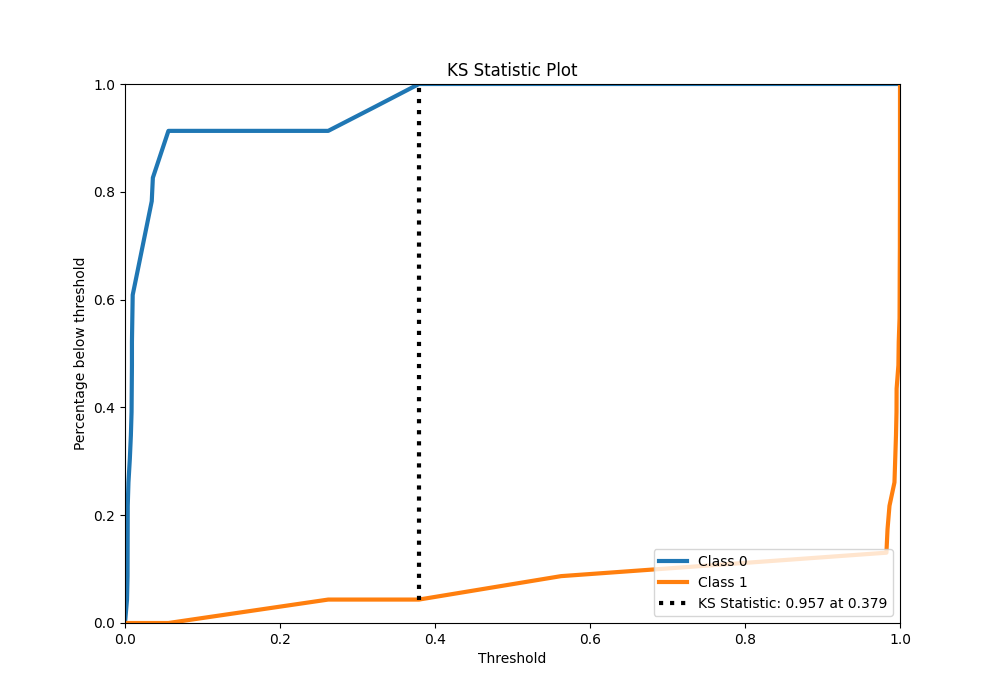 KS Statistic Plot
1.0
0.8
0.6
0.4
0.2
0.0
Percentage below threshold
Class 0
Class 1
KS Statistic: 0.957 at 0.379
0.0 0.2 0.4 0.6 0.8 1.0
Threshold